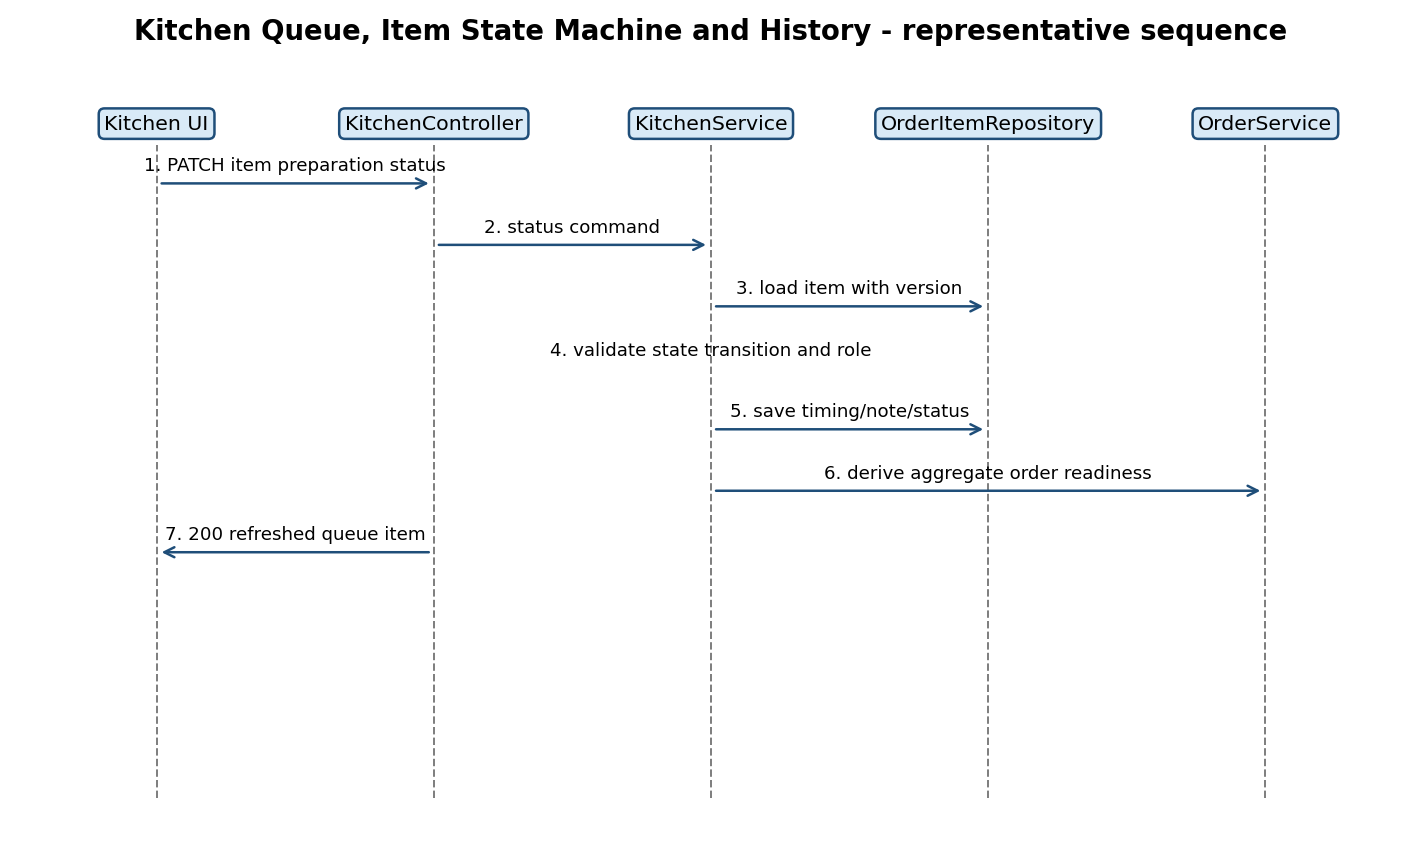 Kitchen Queue, Item State Machine and History - representative sequence
Kitchen UI
KitchenController
KitchenService
OrderItemRepository
OrderService
1. PATCH item preparation status
2. status command
3. load item with version
4. validate state transition and role
5. save timing/note/status
6. derive aggregate order readiness
7. 200 refreshed queue item